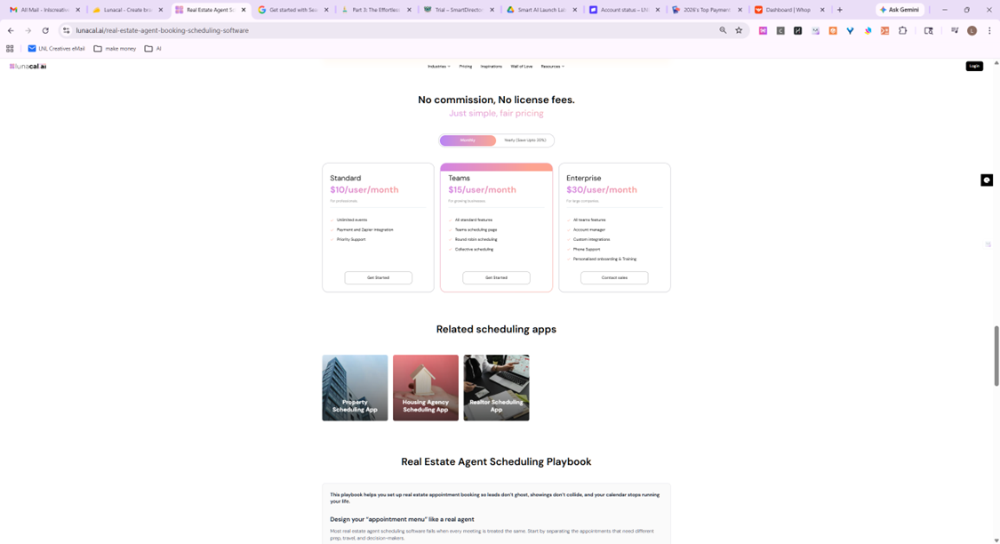 All Mail - lnlscreative
Lunacal - Create bran
Real Estate Agent Sc
Get started with Sea
Part 3: The Effortless
Trial – SmartDirector
Smart AI Launch Lab
Account status – LNL
2026's Top Payment
Dashboard | Whop
Ask Gemini
lunacal.ai/real-estate-agent-booking-scheduling-software
LNL Creatives eMail
make money
AI
lunacal.ai
Industries
Pricing
Inspirations
Wall of Love
Resources
Login
No commission, No license fees.
Just simple, fair pricing
Monthly
Yearly (Save Upto 20%)
Standard
$10/user/month
For professionals
Unlimited events
Payment and Zapier integration
Priority Support
Get Started
Teams
$15/user/month
For growing businesses
All standard features
Teams scheduling page
Round robin scheduling
Collective scheduling
Get Started
Enterprise
$30/user/month
For large companies
All teams features
Account manager
Custom integrations
Phone Support
Personalised onboarding & Training
Contact sales
Related scheduling apps
Property
Scheduling App
Housing Agency
Scheduling App
Realtor Scheduling
App
Real Estate Agent Scheduling Playbook
This playbook helps you set up real estate appointment booking so leads don't ghost, showings don't collide, and your calendar stops running
your life.
Design your "appointment menu" like a real agent
Most real estate agent scheduling software fails when every meeting is treated the same. Start by separating the appointments that need different
prep, travel, and decision-makers.